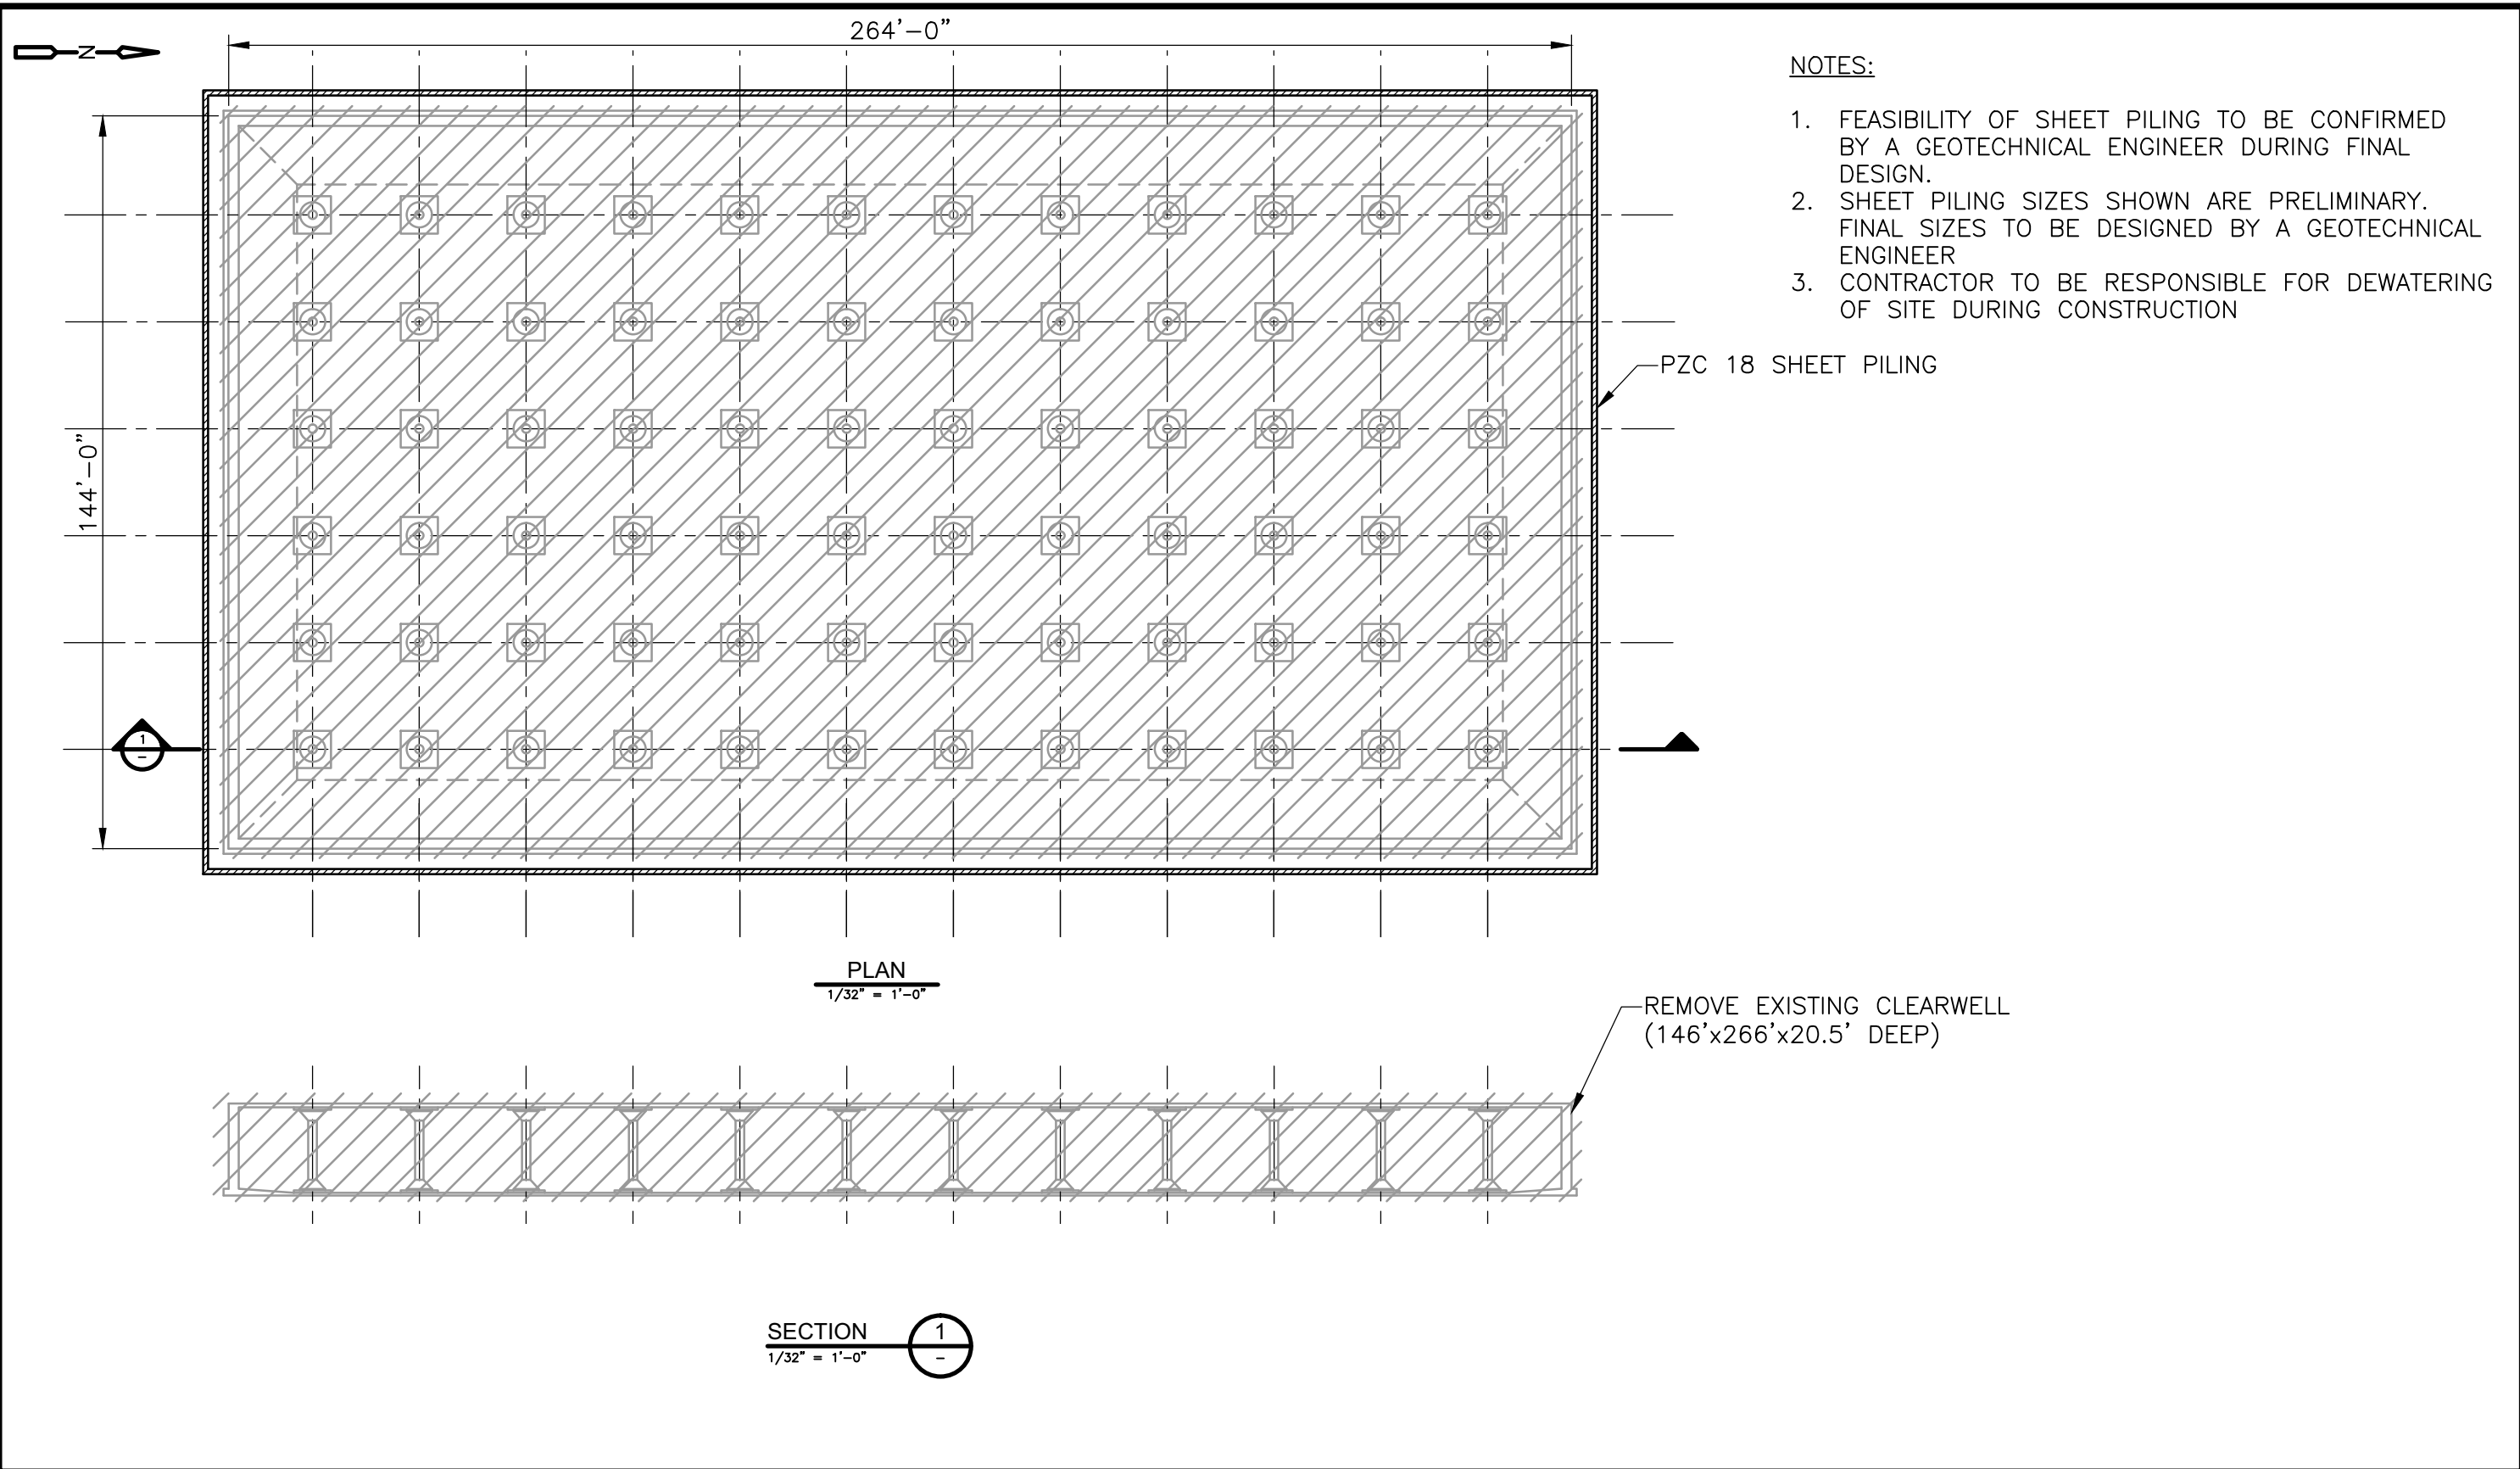 264'-0"
N
NOTES:
1. FEASIBILITY OF SHEET PILING TO BE CONFIRMED
BY A GEOTECHNICAL ENGINEER DURING FINAL
DESIGN.
2. SHEET PILING SIZES SHOWN ARE PRELIMINARY.
FINAL SIZES TO BE DESIGNED BY A GEOTECHNICAL
ENGINEER
3. CONTRACTOR TO BE RESPONSIBLE FOR DEWATERING
OF SITE DURING CONSTRUCTION
PZC 18 SHEET PILING
144'-0"
1
-
PLAN
1/32" = 1'-0"
REMOVE EXISTING CLEARWELL
(146'x266'x20.5' DEEP)
SECTION
1/32" = 1'-0"
1
-